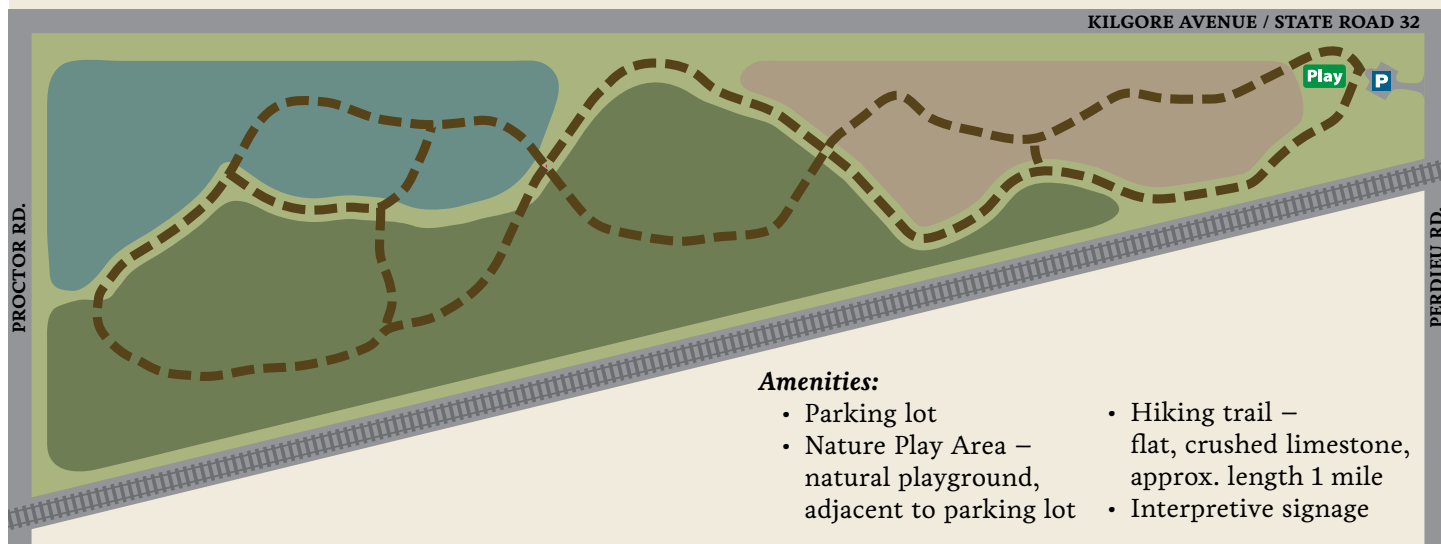 KILGORE AVENUE / STATE ROAD 32
Play
P
PROCTOR RD.
PERDIEU RD.
Amenities:
• Parking lot
• Nature Play Area –
natural playground,
adjacent to parking lot
• Hiking trail –
flat, crushed limestone,
approx. length 1 mile
• Interpretive signage